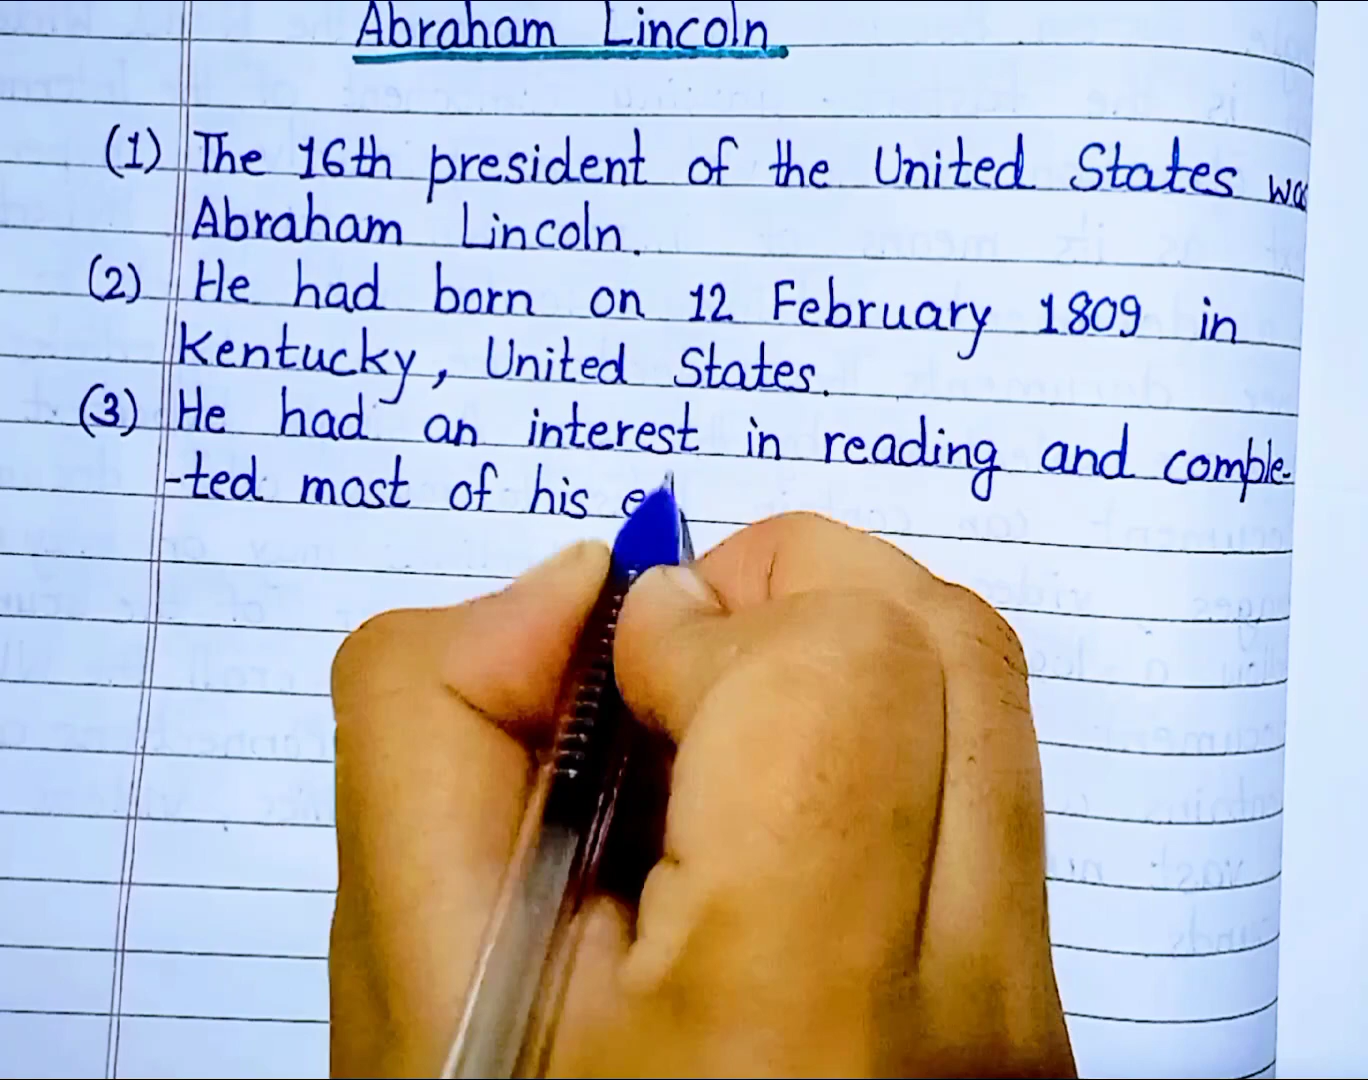 Abraham Lincoln
(1) The 16th president of the United States was
Abraham Lincoln.
(2) He had born on 12 February 1809 in
Kentucky, United States.
(3) He had an interest in reading and comple-
-ted most of his